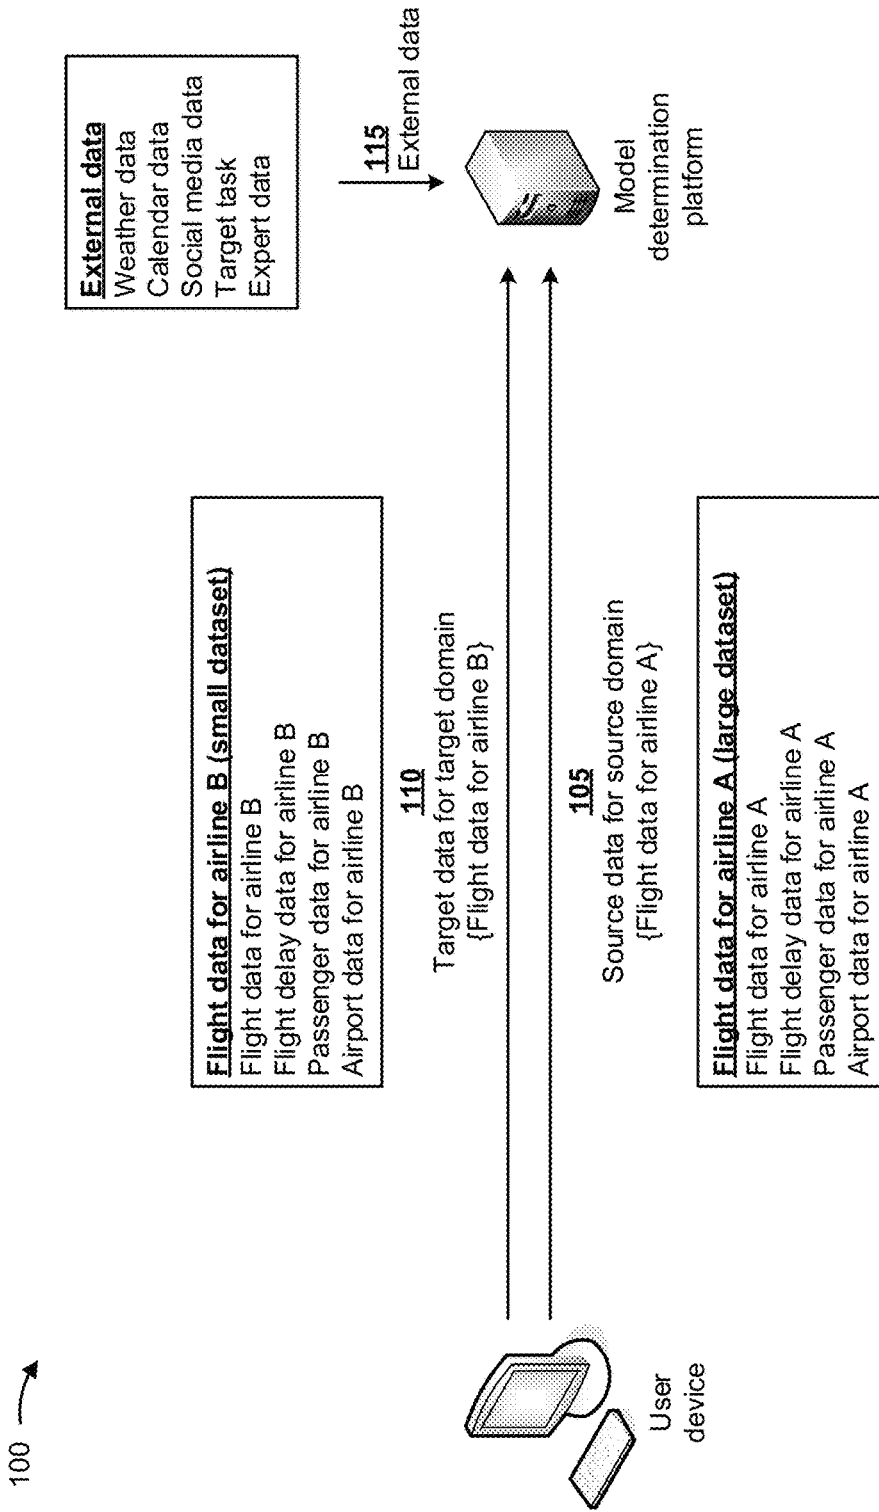 100
External data
Weather data
Calendar data
Social media data
Target task
Expert data
115
External data
Model
determination
platform
Flight data for airline B (small dataset)
Flight data for airline B
Flight delay data for airline B
Passenger data for airline B
Airport data for airline B
110
Target data for target domain
{Flight data for airline B}
105
Source data for source domain
{Flight data for airline A}
Flight data for airline A (large dataset)
Flight data for airline A
Flight delay data for airline A
Passenger data for airline A
Airport data for airline A
User
device